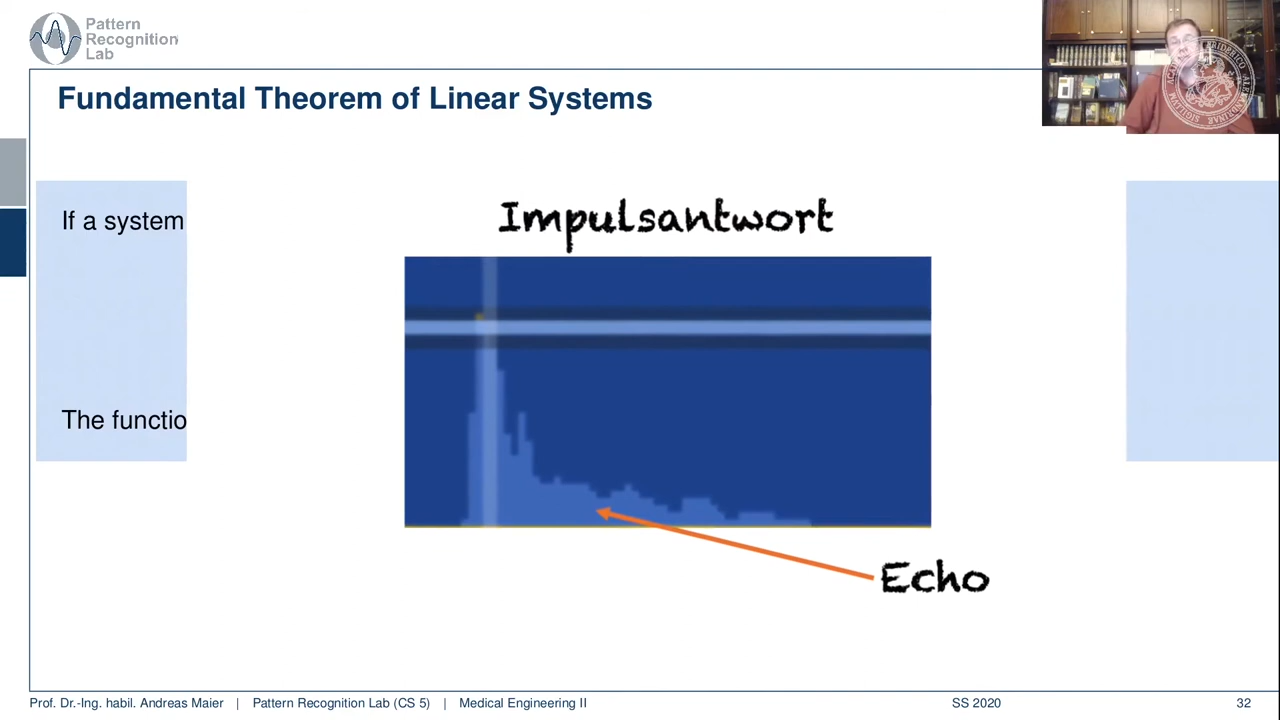 Pattern
Recognition
Lab
Fundamental Theorem of Linear Systems
If a system
Impulsantwort
The functio
Echo
Prof. Dr.-Ing. habil. Andreas Maier | Pattern Recognition Lab (CS 5) | Medical Engineering II SS 2020 32